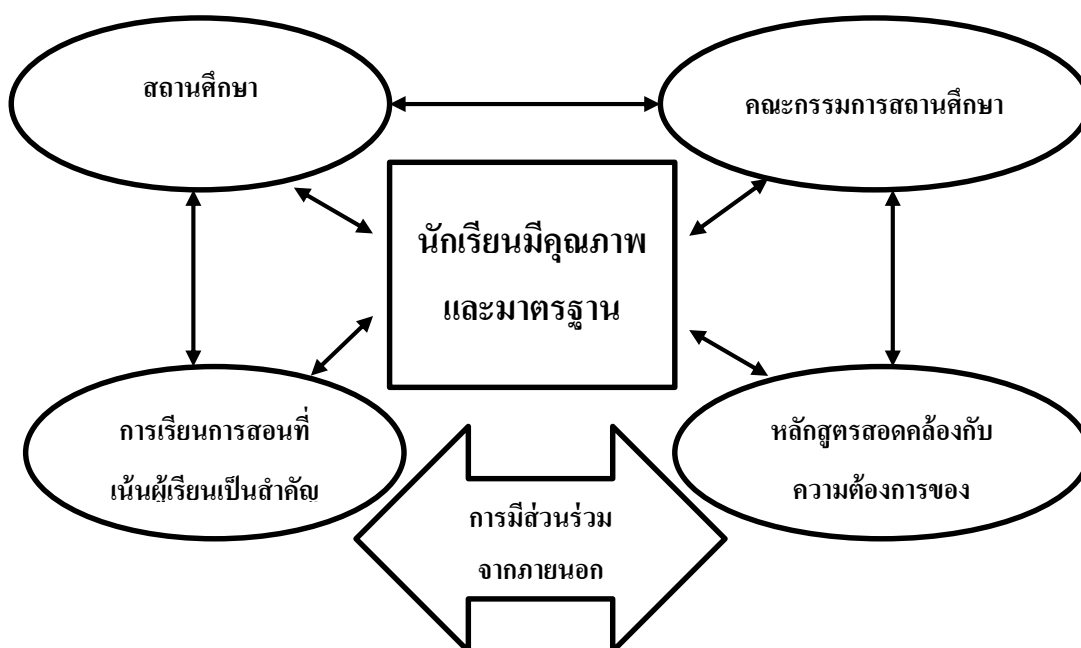 สถานศึกษา
คณะกรรมการสถานศึกษา
นักเรียนมีคุณภาพ
และมาตรฐาน
การเรียนการสอนที่
เน้นผู้เรียนเป็นสำคัญ
หลักสูตรสอดคล้องกับ
ความต้องการของ
การมีส่วนร่วม
จากภายนอก